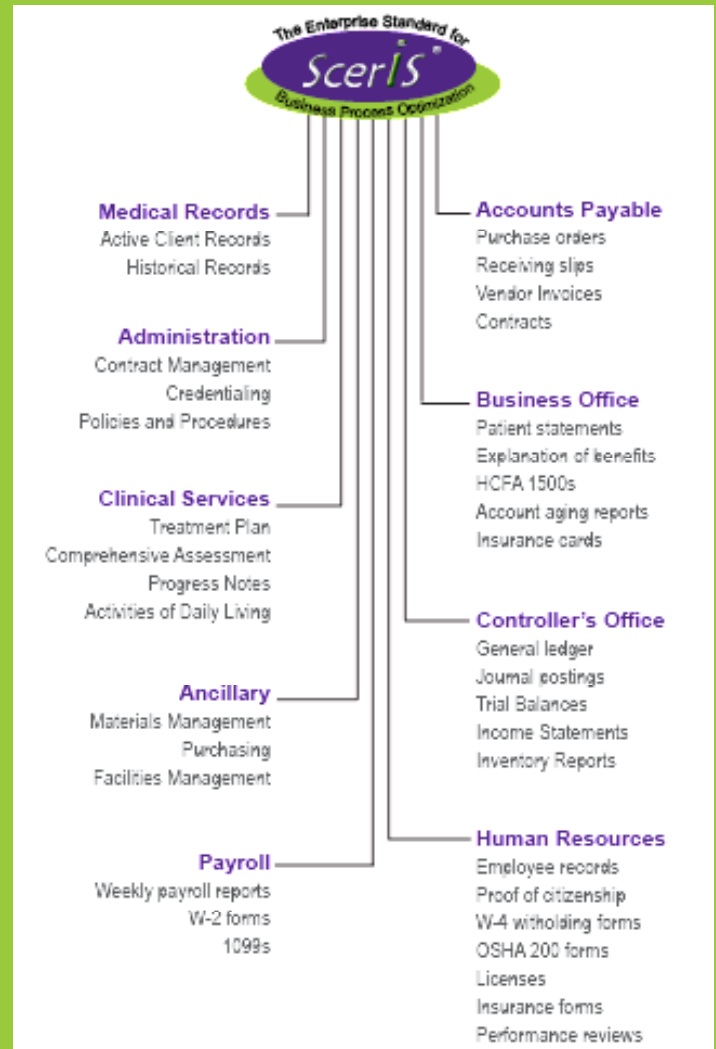 The Enterprise Standard for
SceriS®
Business Process Optimization
Medical Records
Active Client Records
Historical Records
Administration
Contract Management
Credentialing
Policies and Procedures
Clinical Services
Treatment Plan
Comprehensive Assessment
Progress Notes
Activities of Daily Living
Ancillary
Materials Management
Purchasing
Facilities Management
Payroll
Weekly payroll reports
W-2 forms
1099s
Accounts Payable
Purchase orders
Receiving slips
Vendor Invoices
Contracts
Business Office
Patient statements
Explanation of benefits
HCFA 1500s
Account aging reports
Insurance cards
Controller's Office
General ledger
Journal postings
Trial Balances
Income Statements
Inventory Reports
Human Resources
Employee records
Proof of citizenship
W-4 witholding forms
OSHA 200 forms
Licenses
Insurance forms
Performance reviews